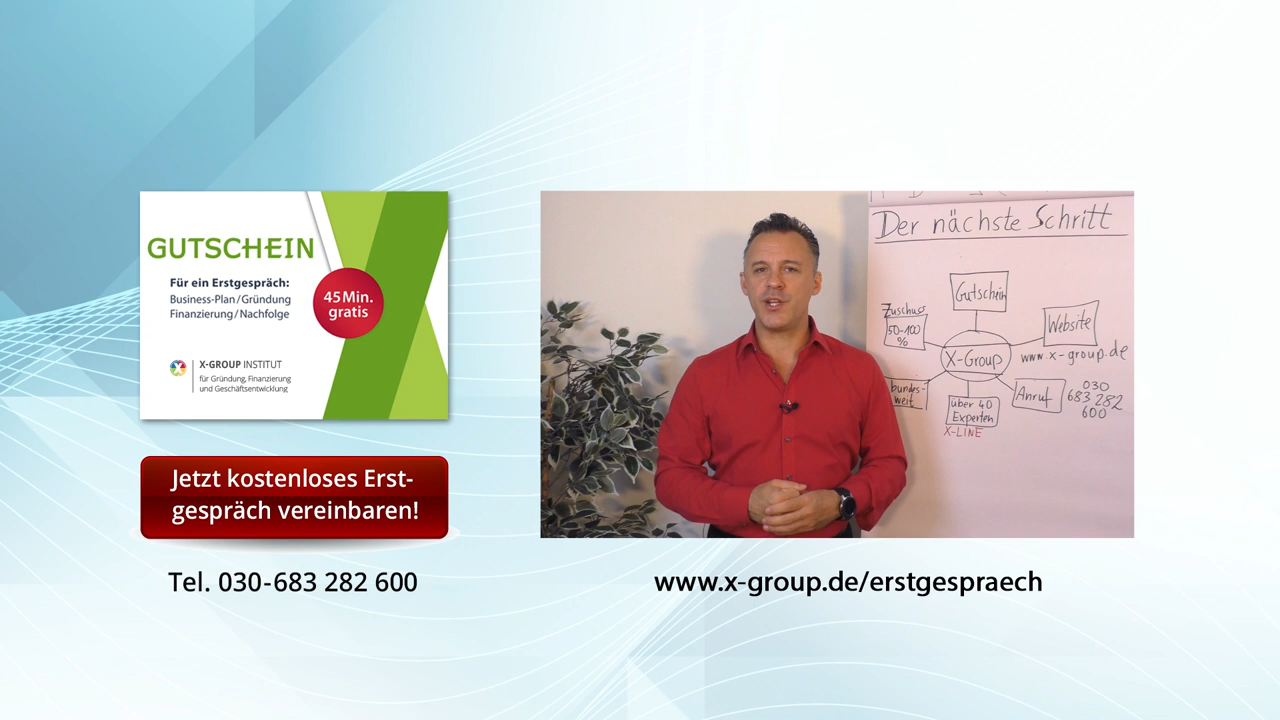 GUTSCHEIN
Für ein Erstgespräch:
Business-Plan/Gründung
Finanzierung/Nachfolge
45 Min.
gratis
X-GROUP INSTITUT
für Gründung, Finanzierung
und Geschäftsentwicklung
Jetzt kostenloses Erst-
gespräch vereinbaren!
Tel. 030-683 282 600
Der nächste Schritt
Gutschein
Zuschuss
50-100
%
Website
www.x-group.de
X-Group
bundes-
weit
über 40
Experten
X-LINE
Anruf
030
683 282
600
www.x-group.de/erstgespraech